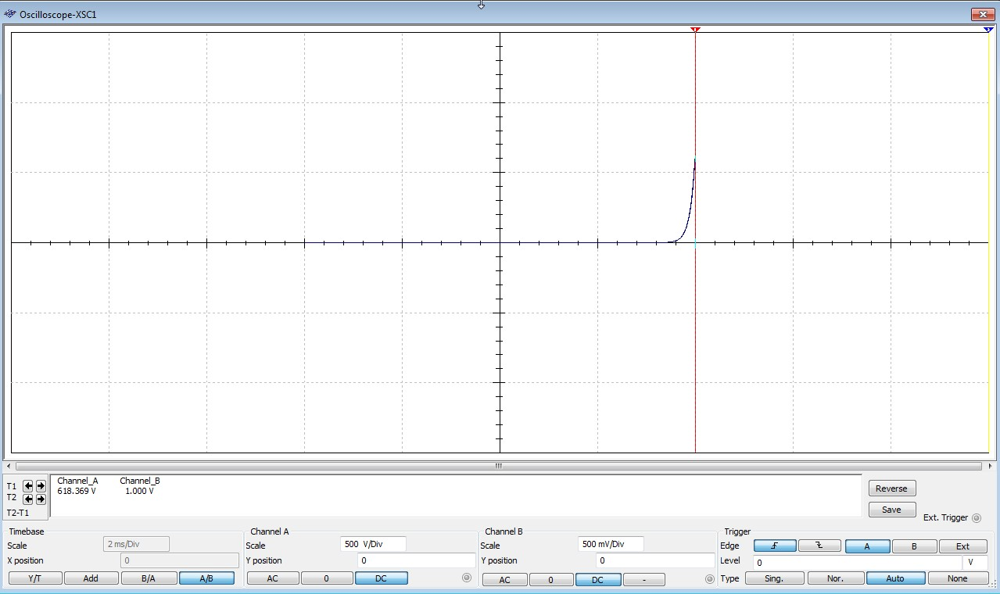 Oscilloscope-XSC1
1 2
T1 Channel_A Channel_B
618.369 V 1.000 V
T2
T2-T1
Reverse
Save
Ext. Trigger
Timebase Channel A Channel B Trigger
Scale 2 ms/Div Scale 500 V/Div Scale 500 mV/Div Edge A B Ext
X position 0 Y position 0 Y position 0 Level 0 V
Y/T Add B/A A/B AC 0 DC AC 0 DC - Type Sing. Nor. Auto None